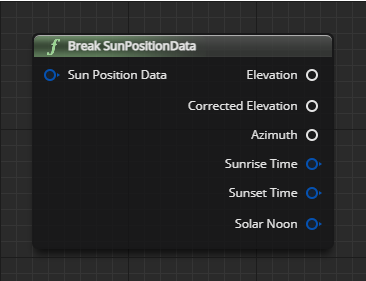 f Break SunPositionData
Sun Position Data
Elevation
Corrected Elevation
Azimuth
Sunrise Time
Sunset Time
Solar Noon